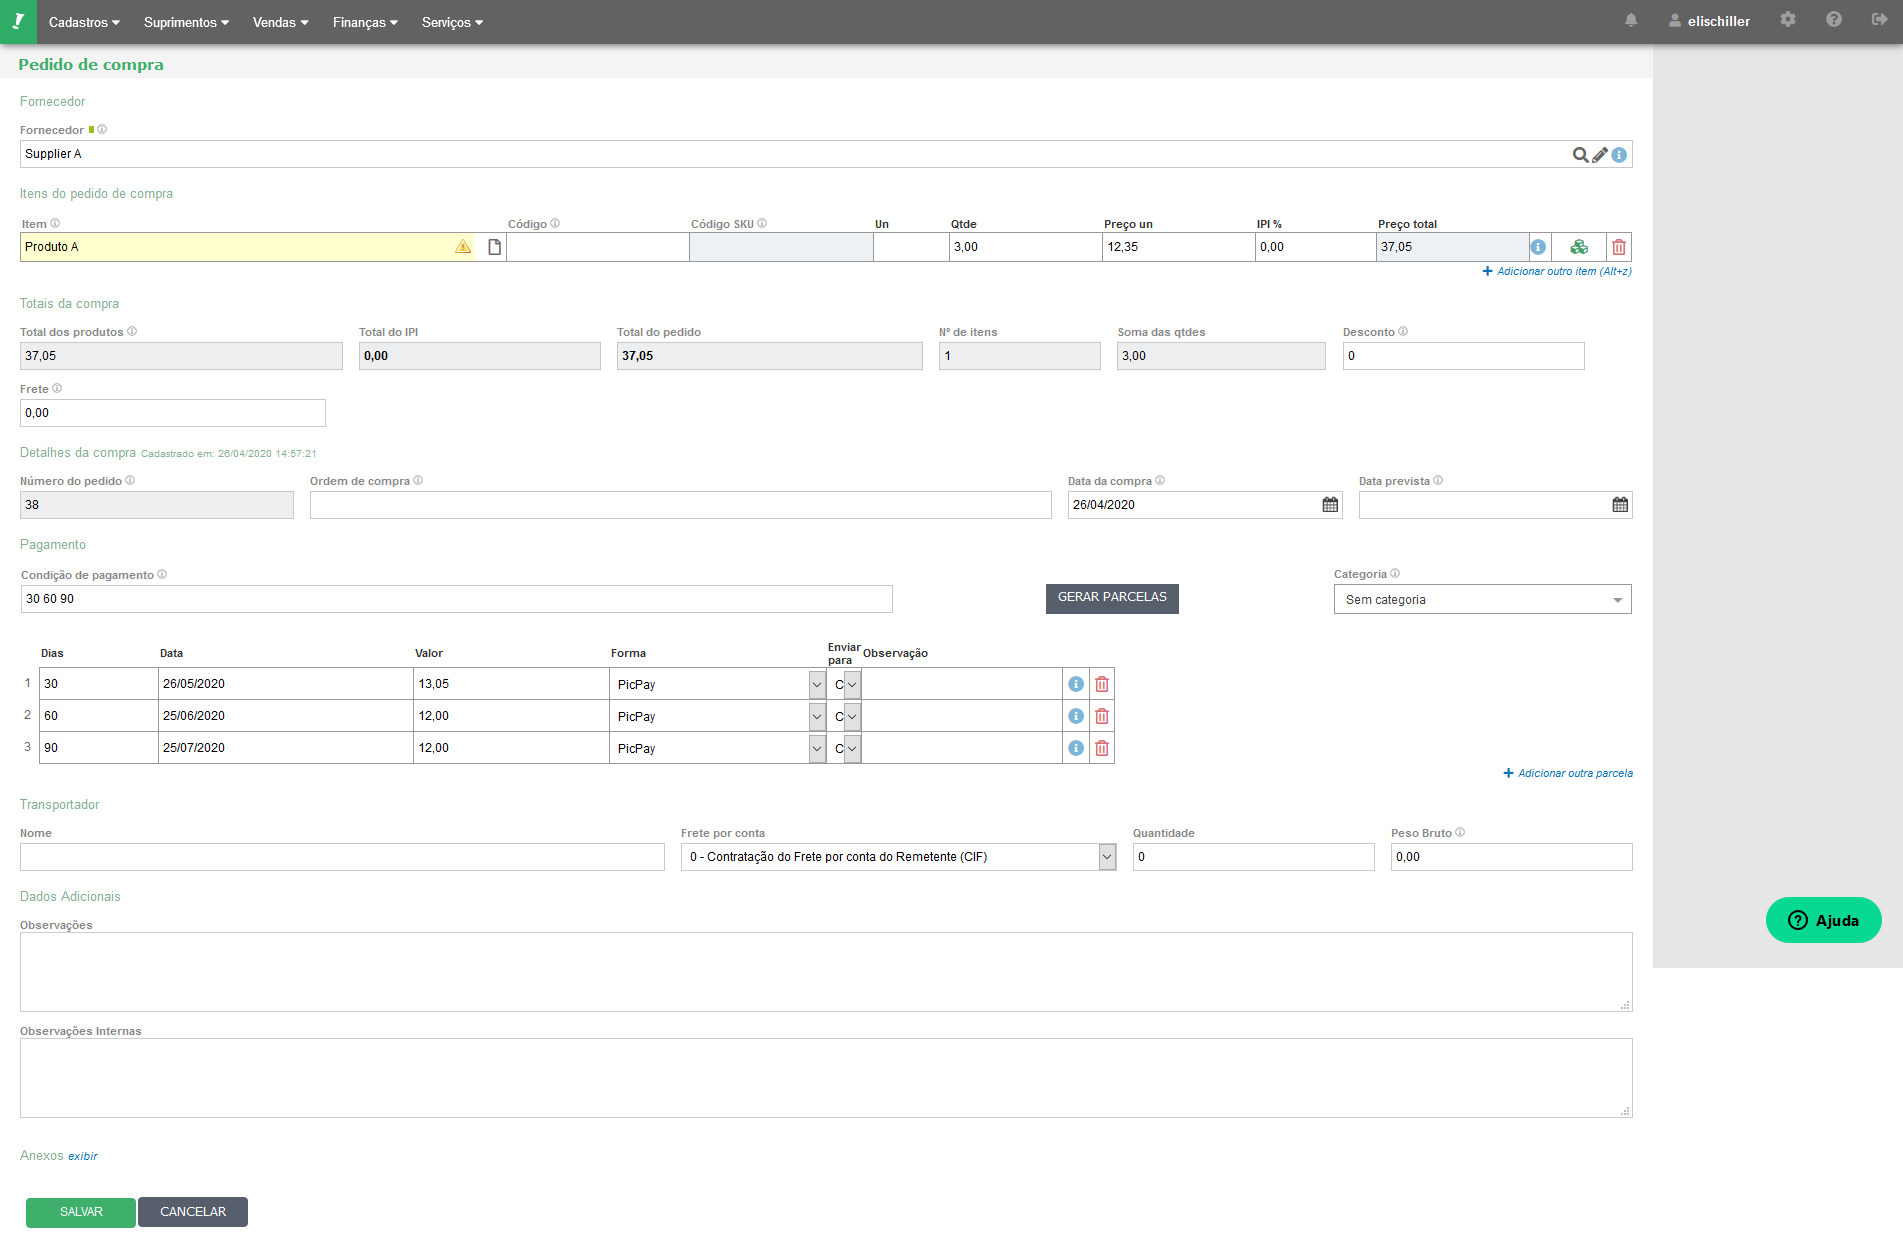 Cadastros Suprimentos Vendas Finanças Serviços elischiller
Pedido de compra
Fornecedor
Fornecedor
Supplier A
Itens do pedido de compra
Item Código Código SKU Un Qtde Preço un IPI % Preço total
Produto A 3,00 12,35 0,00 37,05
Adicionar outro item (Alt+z)
Totais da compra
Total dos produtos Total do IPI Total do pedido Nº de itens Soma das qtdes Desconto
37,05 0,00 37,05 1 3,00 0
Frete
0,00
Detalhes da compra Cadastrado em: 26/04/2020 14:57:21
Número do pedido Ordem de compra Data da compra Data prevista
38 26/04/2020
Pagamento
Condição de pagamento Categoria
30 60 90 GERAR PARCELAS Sem categoria
Dias Data Valor Forma Enviar para Observação
1 30 26/05/2020 13,05 PicPay C
2 60 25/06/2020 12,00 PicPay C
3 90 25/07/2020 12,00 PicPay C
Adicionar outra parcela
Transportador
Nome Frete por conta Quantidade Peso Bruto
0 - Contratação do Frete por conta do Remetente (CIF) 0 0,00
Dados Adicionais
Observações
Ajuda
Observações Internas
Anexos exibir
SALVAR CANCELAR